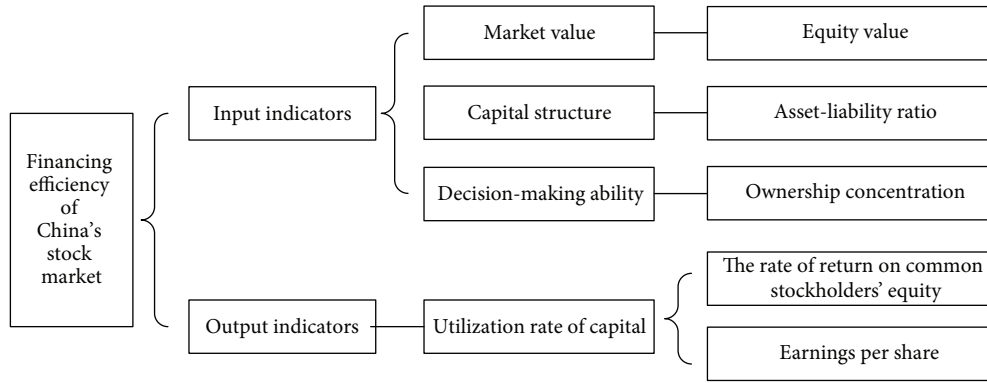 Financing
efficiency
of
China's
stock
market
Input indicators
Market value
Equity value
Capital structure
Asset-liability ratio
Decision-making ability
Ownership concentration
Output indicators
Utilization rate of capital
The rate of return on common
stockholders' equity
Earnings per share